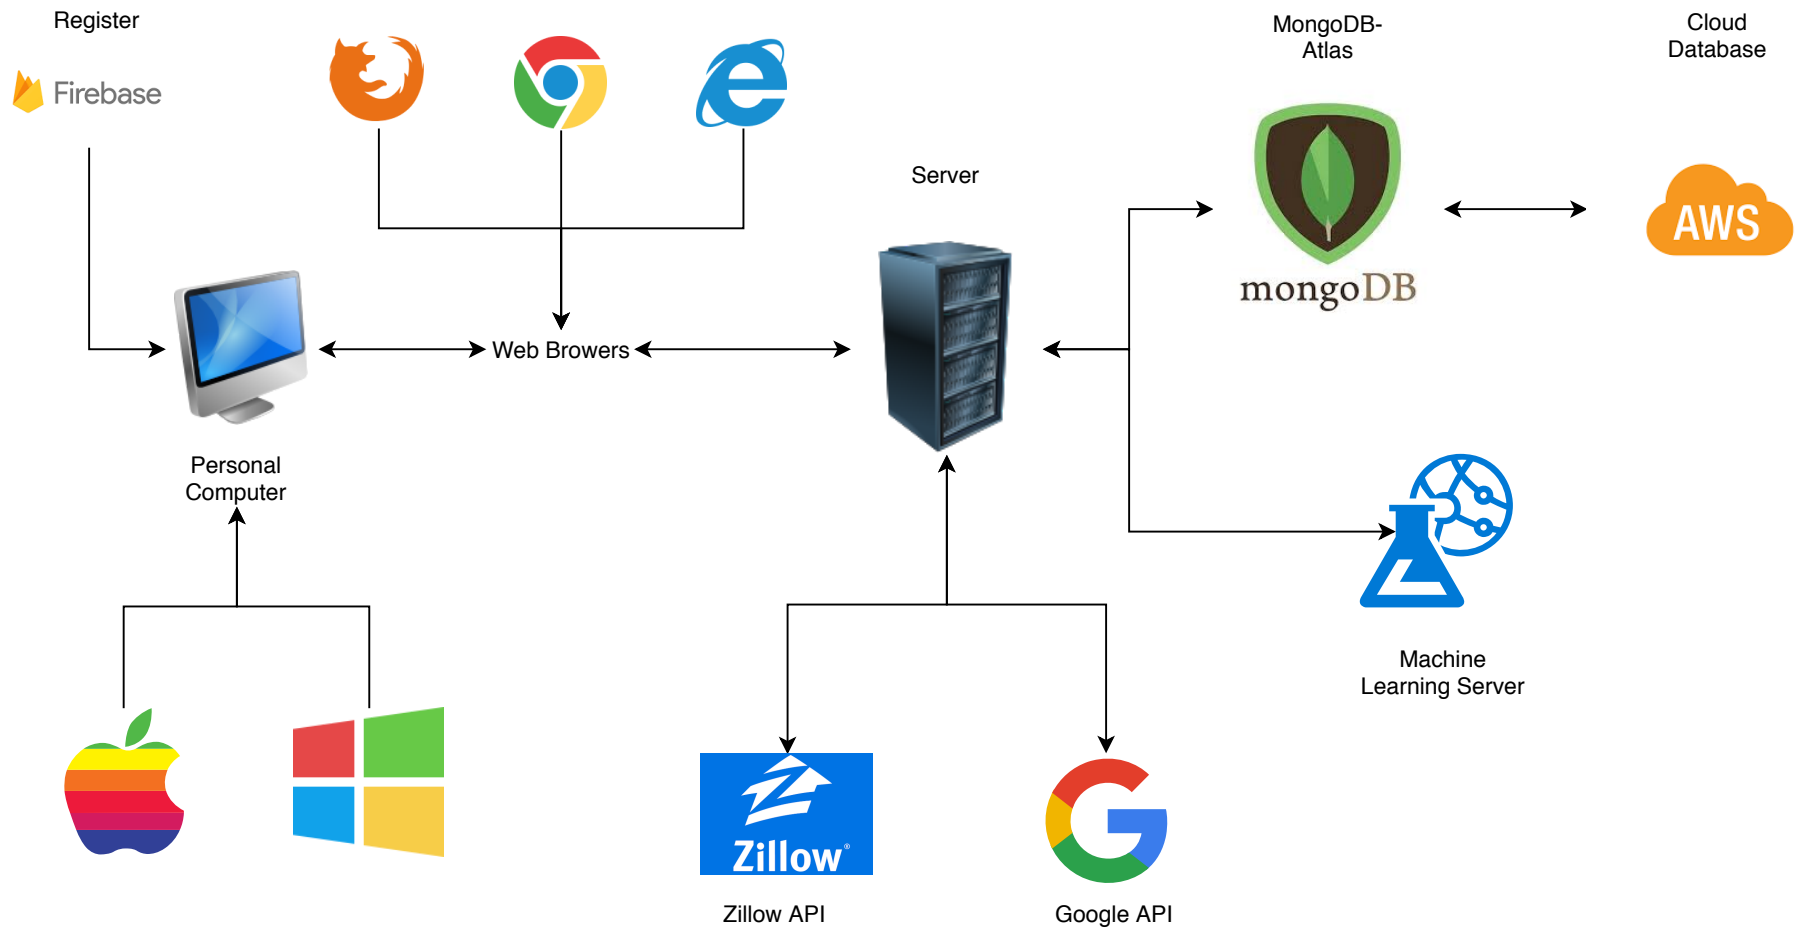 Register
Firebase
MongoDB-
Atlas
Cloud
Database
Server
AWS
mongoDB
Web Browers
Personal
Computer
Machine
Learning Server
Zillow®
Zillow API
Google API